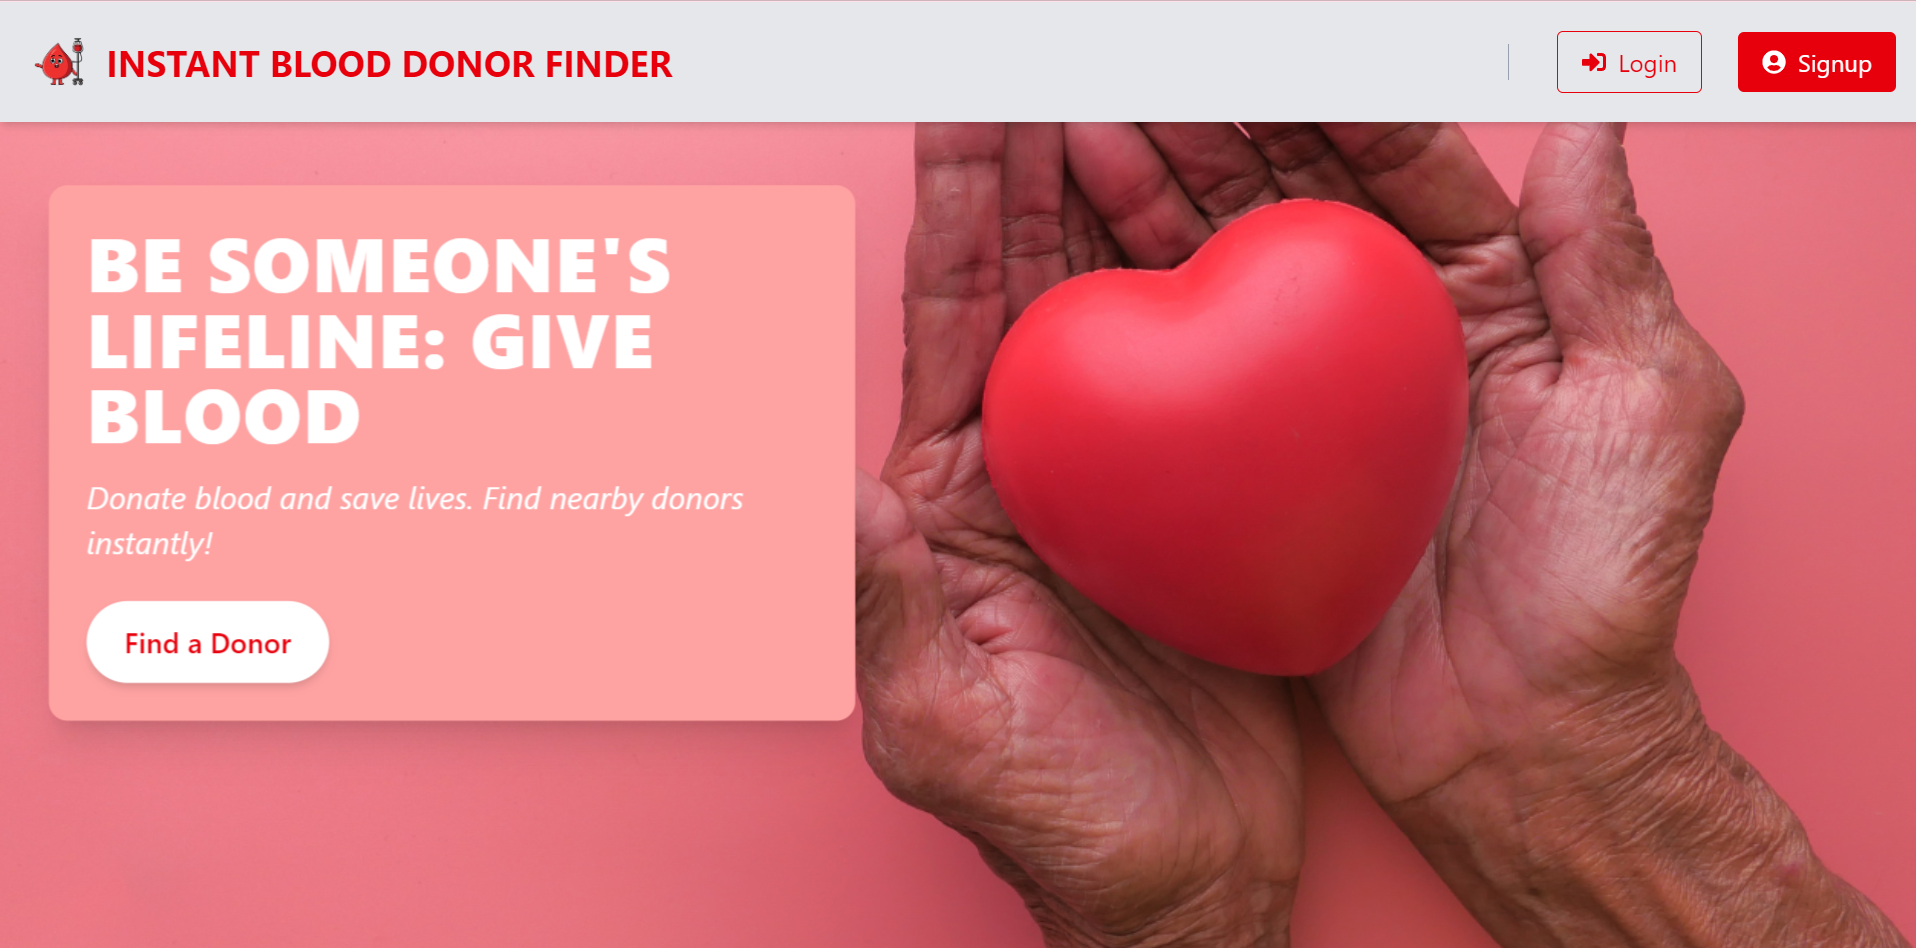 INSTANT BLOOD DONOR FINDER
Login
Signup
BE SOMEONE'S
LIFELINE: GIVE
BLOOD
Donate blood and save lives. Find nearby donors
instantly!
Find a Donor